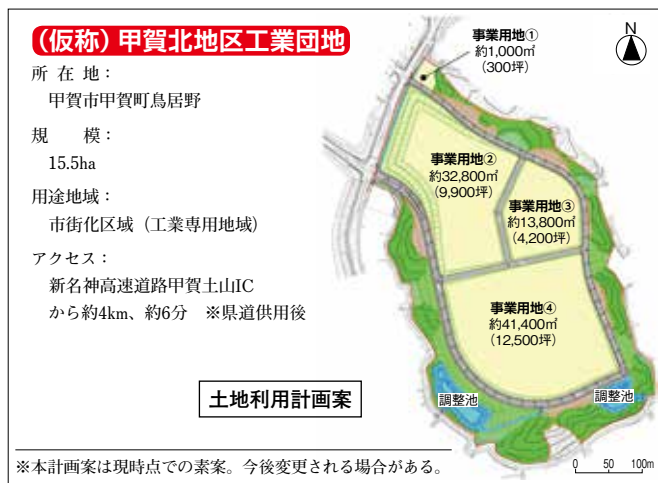 (仮称) 甲賀北地区工業団地
所在地：
甲賀市甲賀町鳥居野
規　模：
15.5ha
用途地域：
市街化区域（工業専用地域）
アクセス：
新名神高速道路甲賀土山IC
から約4km、約6分　※県道供用後
土地利用計画案
※本計画案は現時点での素案。今後変更される場合がある。
事業用地①
約1,000㎡
(300坪)
N
事業用地②
約32,800㎡
(9,900坪)
事業用地③
約13,800㎡
(4,200坪)
事業用地④
約41,400㎡
(12,500坪)
調整池
調整池
0 50 100m